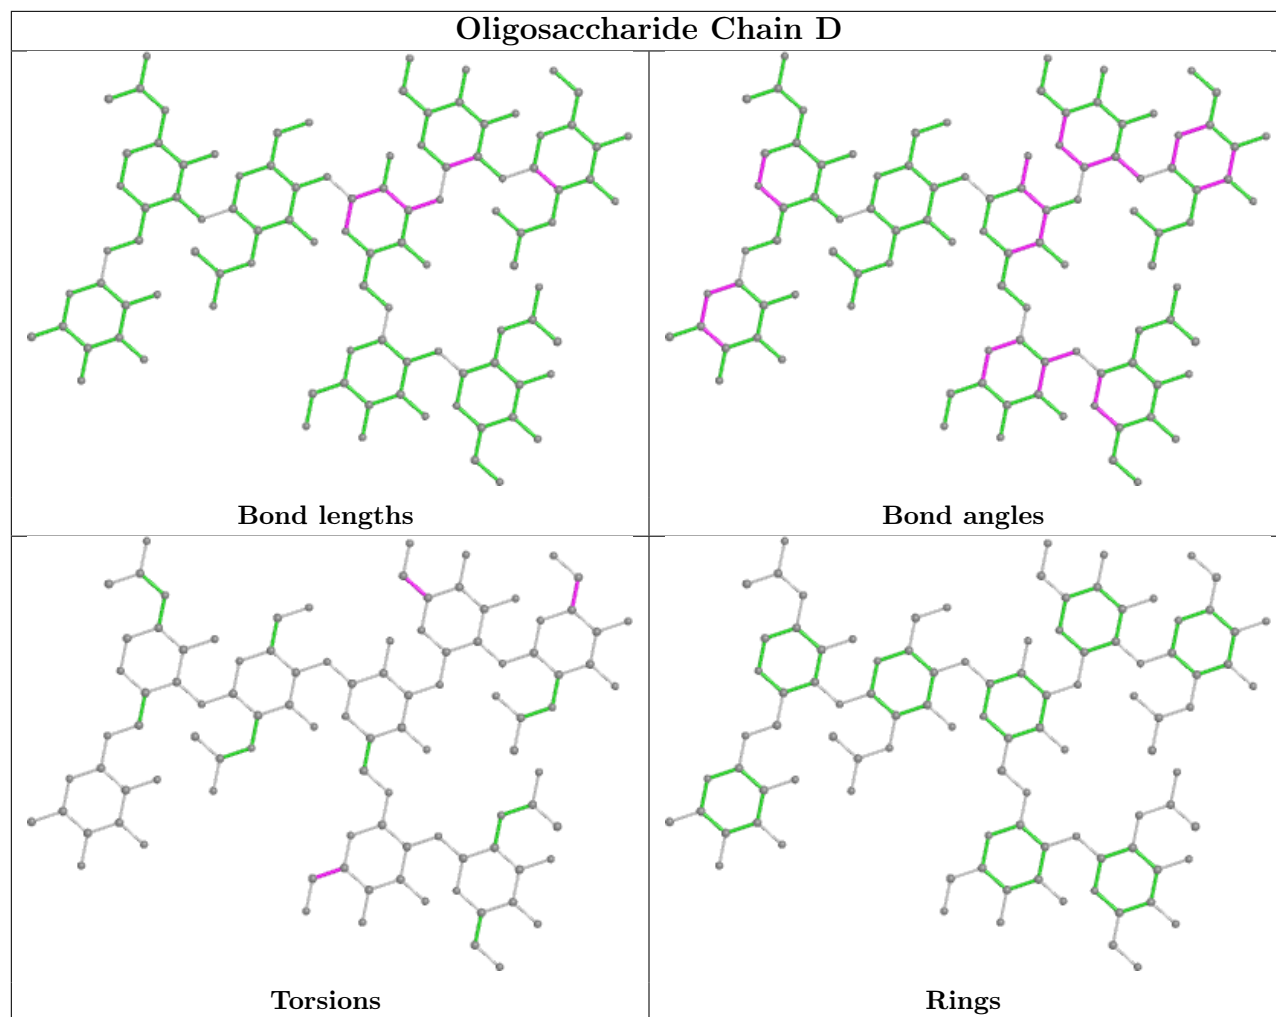 Oligosaccharide Chain D
Bond lengths
Bond angles
Torsions
Rings